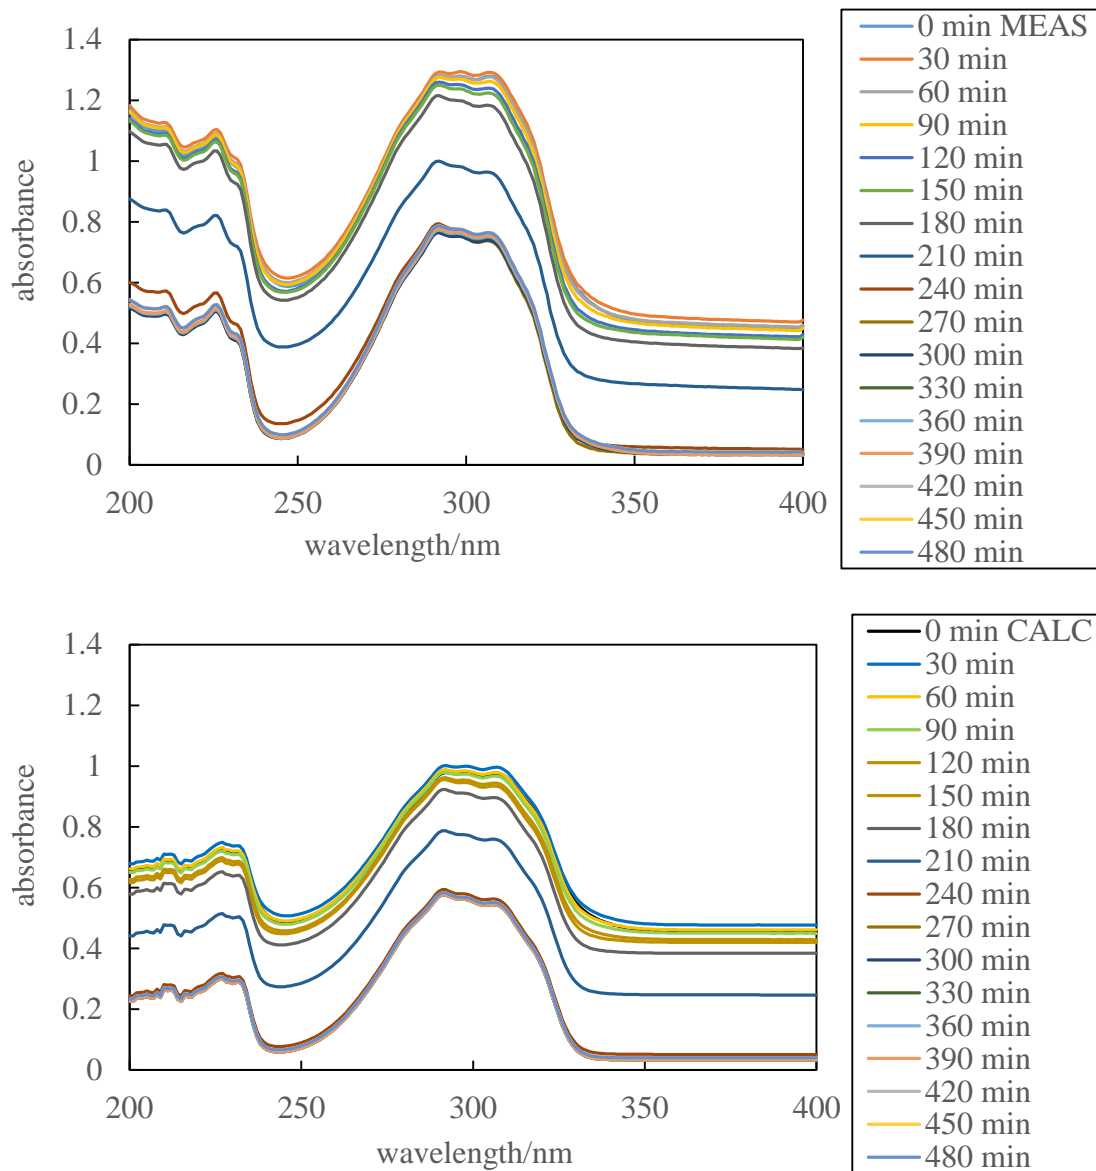 1.4
1.2
1
0.8
0.6
0.4
0.2
0
absorbance
200
250
300
350
400
wavelength/nm
0 min MEAS
30 min
60 min
90 min
120 min
150 min
180 min
210 min
240 min
270 min
300 min
330 min
360 min
390 min
420 min
450 min
480 min
1.4
1.2
1
0.8
0.6
0.4
0.2
0
absorbance
200
250
300
350
400
wavelength/nm
0 min CALC
30 min
60 min
90 min
120 min
150 min
180 min
210 min
240 min
270 min
300 min
330 min
360 min
390 min
420 min
450 min
480 min